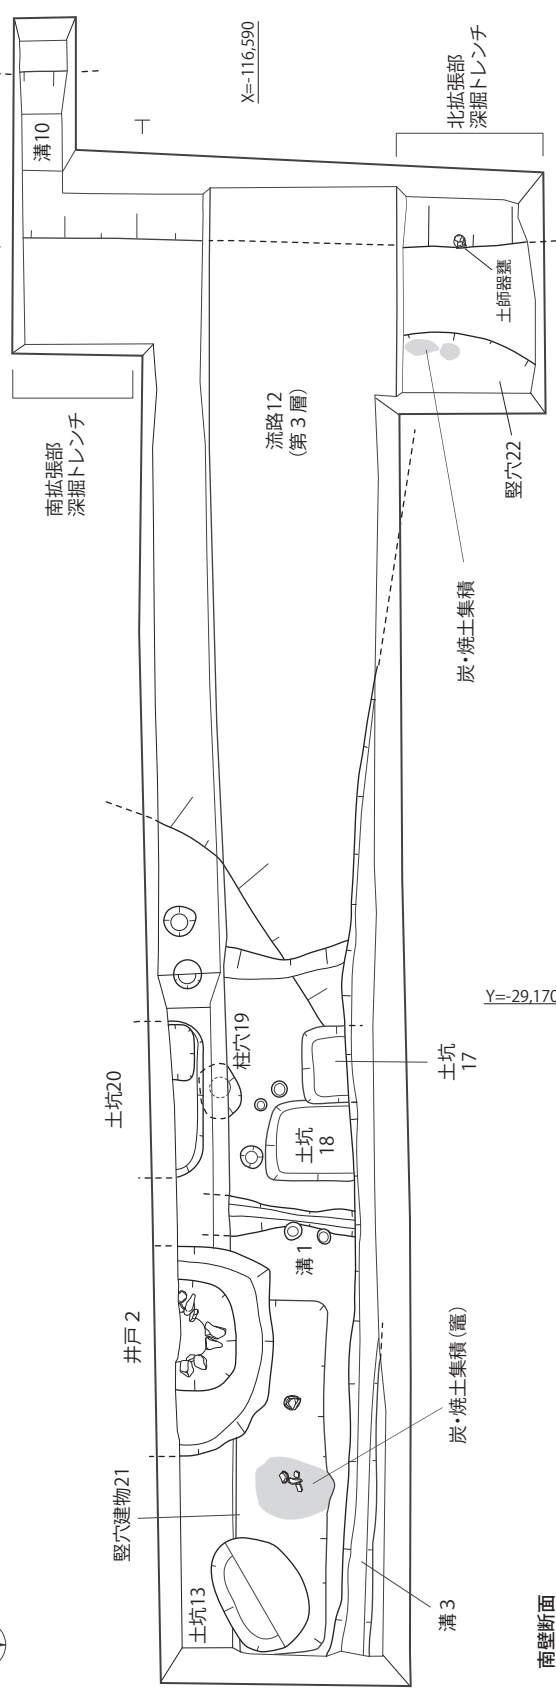 X=-116,590
北拡張部
深掘トレンチ
溝10
土師器甕
流路12
(第３層)
南拡張部
深掘トレンチ
竪穴22
炭・焼土集積
Y=-29,170
柱穴19
土坑20
土坑
17
土坑
18
溝1
井戸2
炭・焼土集積(竈)
竪穴建物21
土坑13
溝3
南壁断面